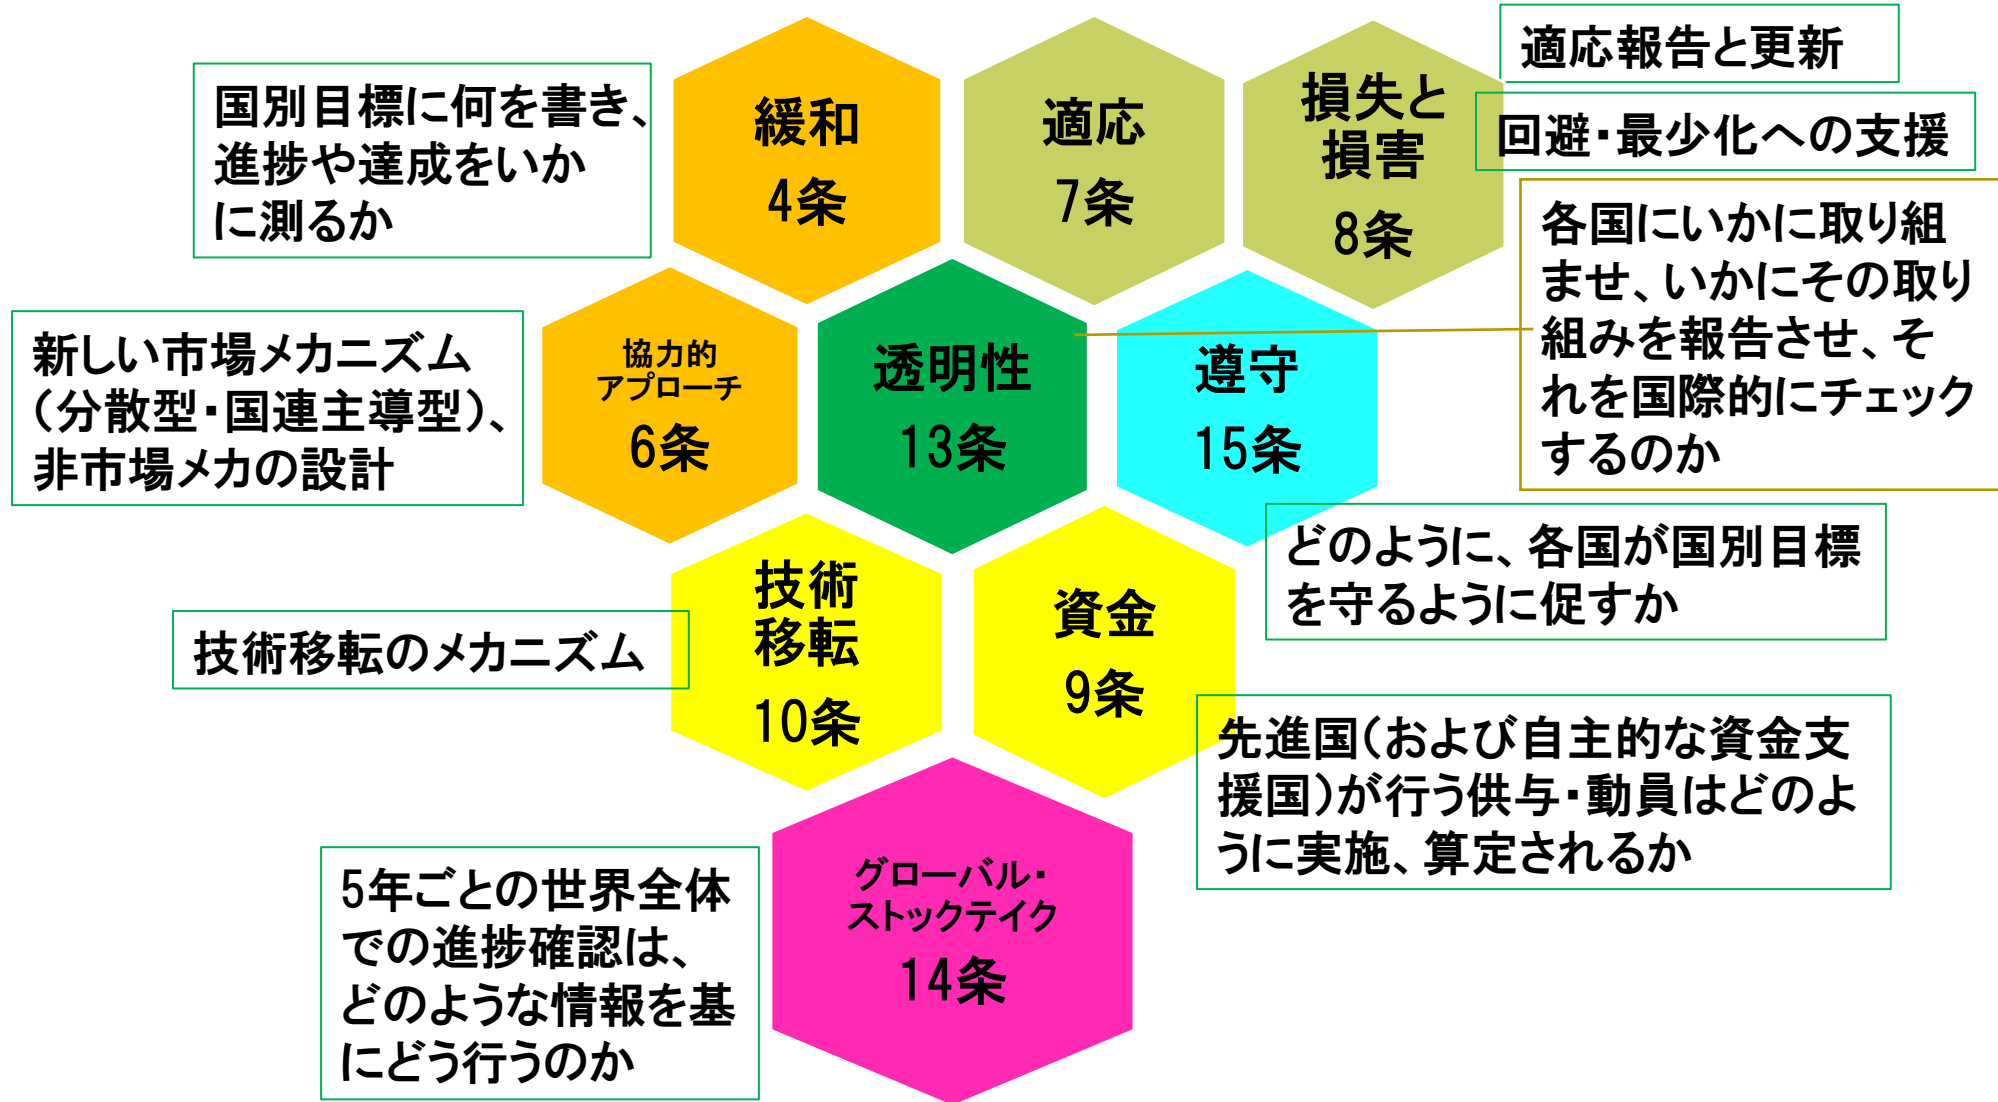 国別目標に何を書き、
進捗や達成をいか
に測るか
緩和
4条
適応
7条
損失と
損害
8条
適応報告と更新
回避・最少化への支援
各国にいかに取り組
ませ、いかにその取り
組みを報告させ、そ
れを国際的にチェック
するのか
新しい市場メカニズム
（分散型・国連主導型）、
非市場メカの設計
協力的
アプローチ
6条
透明性
13条
遵守
15条
どのように、各国が国別目標
を守るように促すか
技術移転のメカニズム
技術
移転
10条
資金
9条
先進国（および自主的な資金支
援国）が行う供与・動員はどのよ
うに実施、算定されるか
5年ごとの世界全体
での進捗確認は、
どのような情報を基
にどう行うのか
グローバル・
ストックテイク
14条